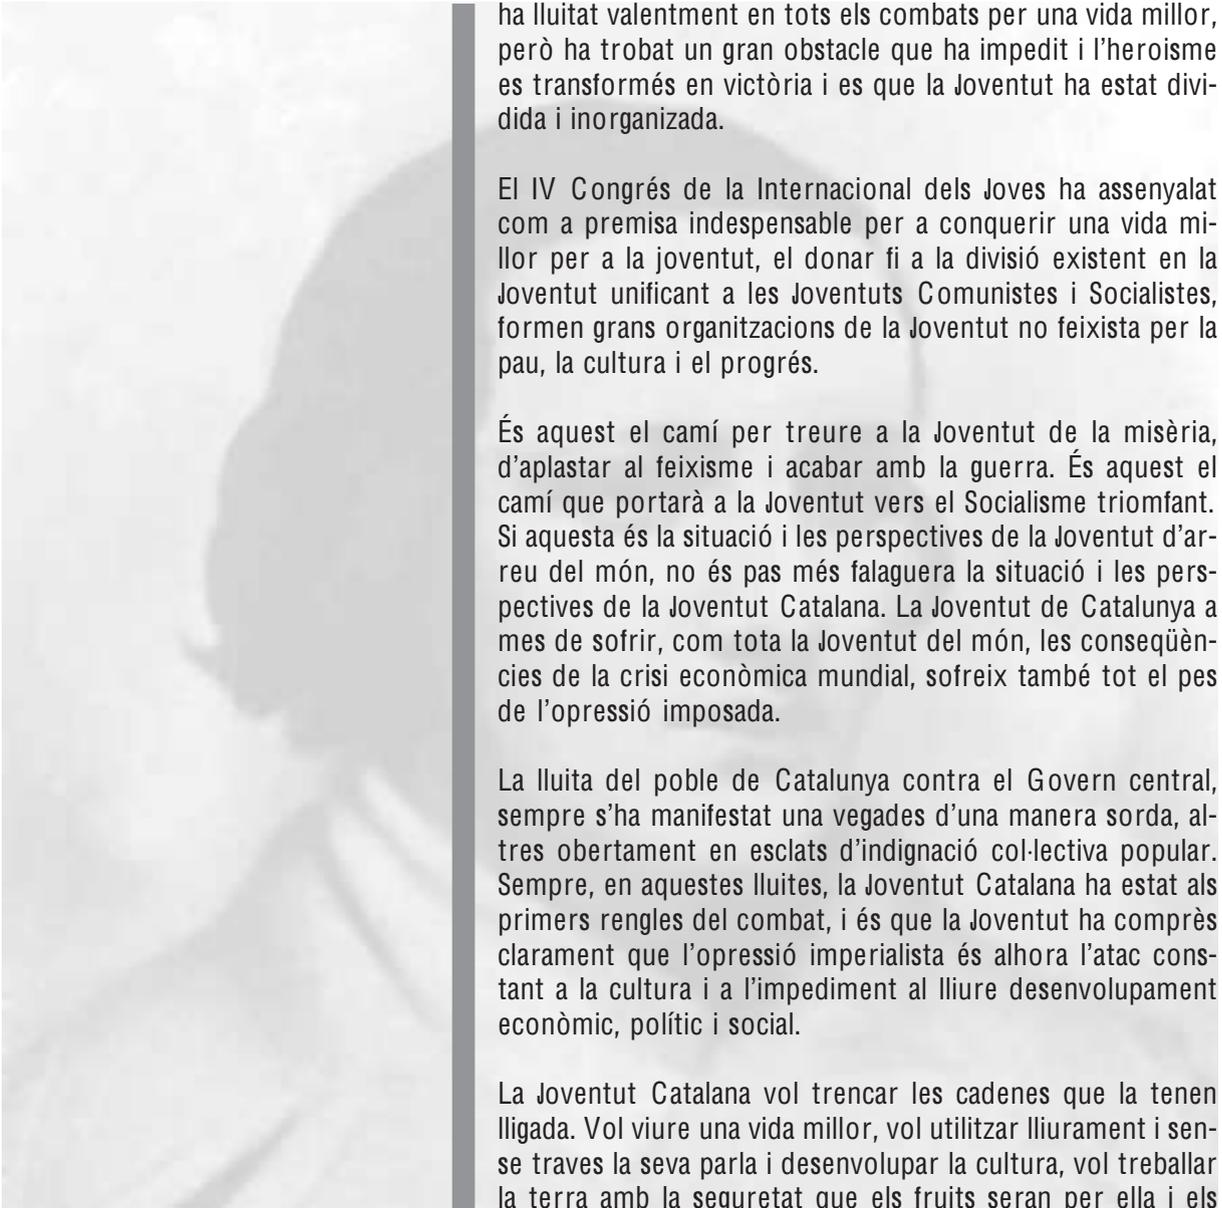 ha lluitat valentment en tots els combats per una vida millor,
però ha trobat un gran obstacle que ha impedit i l’heroisme
es transformés en victòria i es que la Joventut ha estat divi-
dida i inorganizada.
El IV Congrés de la Internacional dels Joves ha assenyalat
com a premisa indespensable per a conquerir una vida mi-
llor per a la joventut, el donar fi a la divisió existent en la
Joventut unificant a les Joventuts Comunistes i Socialistes,
formen grans organitzacions de la Joventut no feixista per la
pau, la cultura i el progrés.
És aquest el camí per treure a la Joventut de la misèria,
d’aplastar al feixisme i acabar amb la guerra. És aquest el
camí que portarà a la Joventut vers el Socialisme triomfant.
Si aquesta és la situació i les perspectives de la Joventut d’ar-
reu del món, no és pas més falaguera la situació i les pers-
pectives de la Joventut Catalana. La Joventut de Catalunya a
mes de sofrir, com tota la Joventut del món, les conseqüèn-
cies de la crisi econòmica mundial, sofreix també tot el pes
de l’opressió imposada.
La lluita del poble de Catalunya contra el Govern central,
sempre s’ha manifestat una vegades d’una manera sorda, al-
tres obertament en esclats d’indignació col·lectiva popular.
Sempre, en aquestes lluites, la Joventut Catalana ha estat als
primers rengles del combat, i és que la Joventut ha comprès
clarament que l’opressió imperialista és alhora l’atac cons-
tant a la cultura i a l’impediment al lliure desenvolupament
econòmic, polític i social.
La Joventut Catalana vol trencar les cadenes que la tenen
lligada. Vol viure una vida millor, vol utilitzar lliurament i sen-
se traves la seva parla i desenvolupar la cultura, vol treballar
la terra amb la seguretat que els fruits seran per ella i els